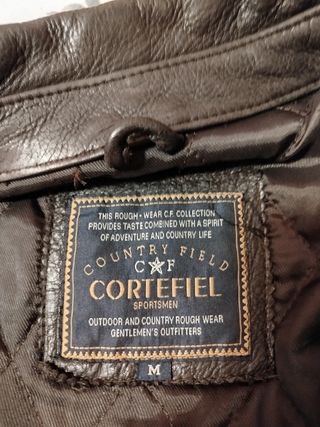 THIS ROUGH - WEAR C.F. COLLECTION
PROVIDES TASTE COMBINED WITH A SPIRIT
OF ADVENTURE AND COUNTRY LIFE
COUNTRY FIELD
C F
CORTEFIEL
SPORTSMEN
OUTDOOR AND COUNTRY ROUGH WEAR
GENTLEMEN'S OUTFITTERS
M